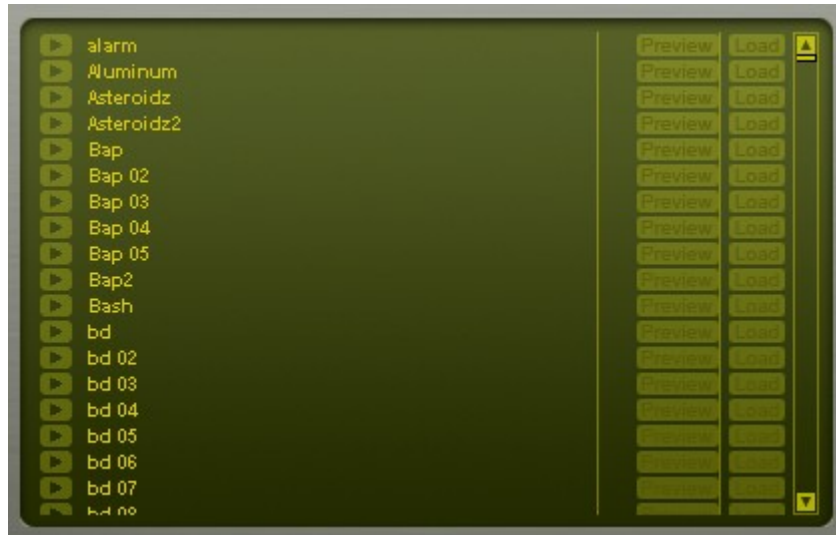 alarm Preview Load
Aluminum Preview Load
Asteroidz Preview Load
Asteroidz2 Preview Load
Bap Preview Load
Bap 02 Preview Load
Bap 03 Preview Load
Bap 04 Preview Load
Bap 05 Preview Load
Bap2 Preview Load
Bash Preview Load
bd Preview Load
bd 02 Preview Load
bd 03 Preview Load
bd 04 Preview Load
bd 05 Preview Load
bd 06 Preview Load
bd 07 Preview Load
bd 08